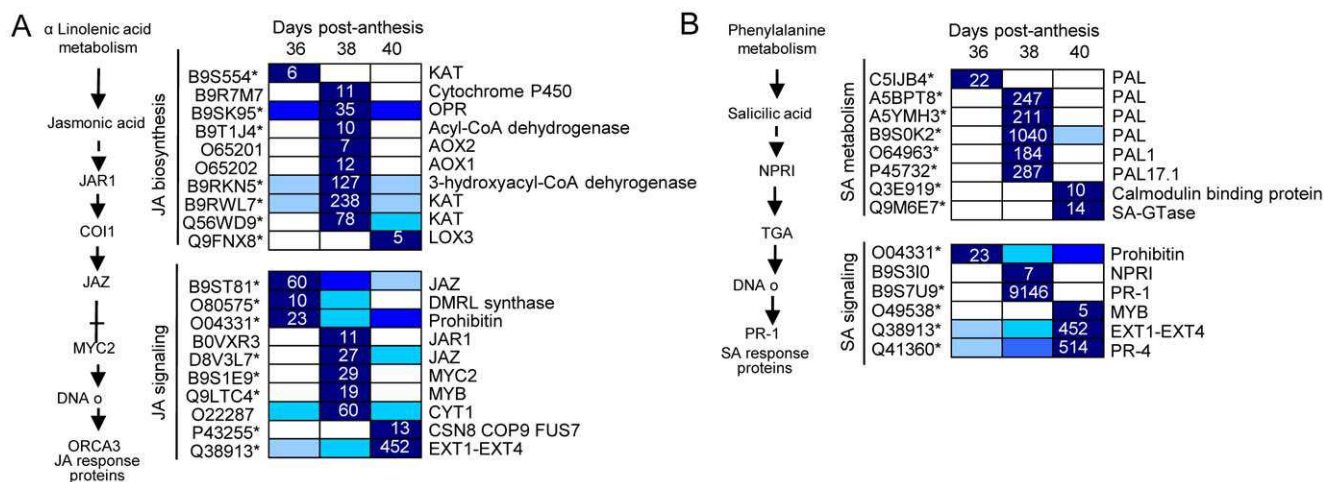 A
α Linolenic acid
metabolism
Jasmonic acid
JAR1
COI1
JAZ
MYC2
DNA o
ORCA3
JA response
proteins
Days post-anthesis
36 38 40
JA biosynthesis
B9S554* 6 KAT
B9R7M7 11 Cytochrome P450
B9SK95* 35 OPR
B9T1J4* 10 Acyl-CoA dehydrogenase
O65201 7 AOX2
O65202 12 AOX1
B9RKN5* 127 3-hydroxyacyl-CoA dehyrogenase
B9RWL7* 238 KAT
Q56WD9* 78 KAT
Q9FNX8* 5 LOX3
JA signaling
B9ST81* 60 JAZ
O80575* 10 DMRL synthase
O04331* 23 Prohibitin
B0VXR3 11 JAR1
D8V3L7* 27 JAZ
B9S1E9* 29 MYC2
Q9LTC4* 19 MYB
O22287 60 CYT1
P43255* 13 CSN8 COP9 FUS7
Q38913* 452 EXT1-EXT4
B
Phenylalanine
metabolism
Salicilic acid
NPRI
TGA
DNA o
PR-1
SA response
proteins
Days post-anthesis
36 38 40
SA metabolism
C5IJB4* 22 PAL
A5BPT8* 247 PAL
A5YMH3* 211 PAL
B9S0K2* 1040 PAL
O64963* 184 PAL1
P45732* 287 PAL17.1
Q3E919* 10 Calmodulin binding protein
Q9M6E7* 14 SA-GTase
SA signaling
O04331* 23 Prohibitin
B9S3I0 7 NPRI
B9S7U9* 9146 PR-1
O49538* 5 MYB
Q38913* 452 EXT1-EXT4
Q41360* 514 PR-4